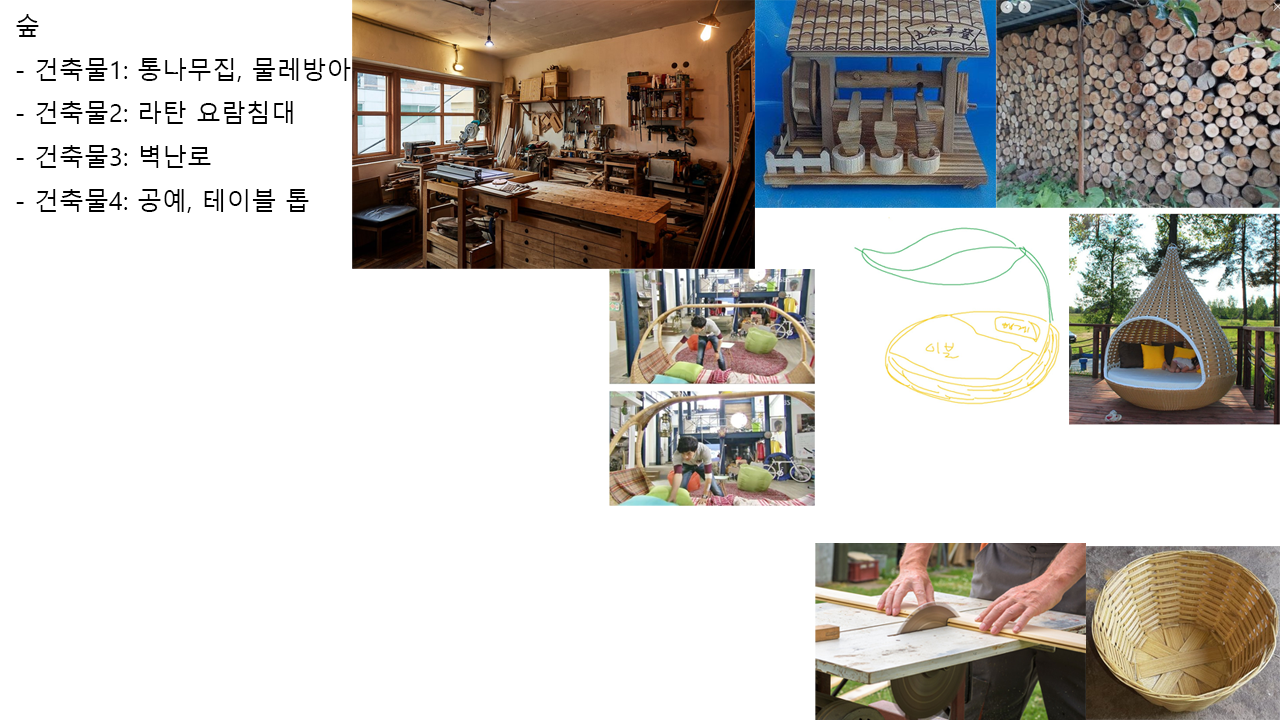 숲
- 건축물1: 통나무집, 물레방아
- 건축물2: 라탄 요람침대
- 건축물3: 벽난로
- 건축물4: 공예, 테이블 톱
이불